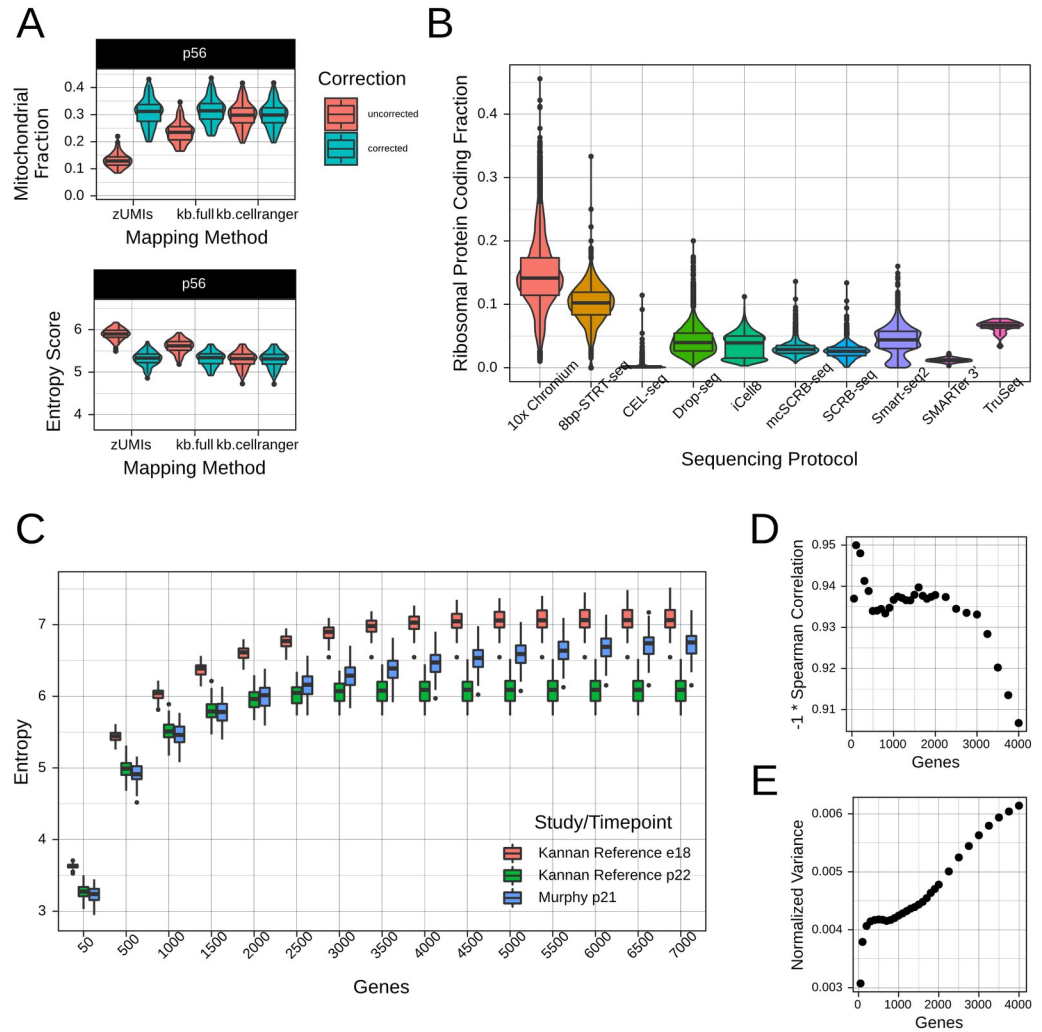 A
p56
Mitochondrial
Fraction
0.4
0.3
0.2
0.1
0.0
zUMIs kb.full kb.cellranger
Mapping Method
Correction
uncorrected
corrected
p56
Entropy Score
6
5
4
zUMIs kb.full kb.cellranger
Mapping Method
B
Ribosomal Protein Coding Fraction
0.4
0.3
0.2
0.1
0.0
10x Chromium
8bp-STRT-seq
CEL-seq
Drop-seq
iCell8
mcSCRB-seq
SCRB-seq
Smart-seq2
SMARTer 3'
TruSeq
Sequencing Protocol
C
Entropy
7
6
5
4
3
Study/Timepoint
Kannan Reference e18
Kannan Reference p22
Murphy p21
50 500 1000 1500 2000 2500 3000 3500 4000 4500 5000 5500 6000 6500 7000
Genes
D
-1 * Spearman Correlation
0.95
0.94
0.93
0.92
0.91
0 1000 2000 3000 4000
Genes
E
Normalized Variance
0.006
0.005
0.004
0.003
0 1000 2000 3000 4000
Genes